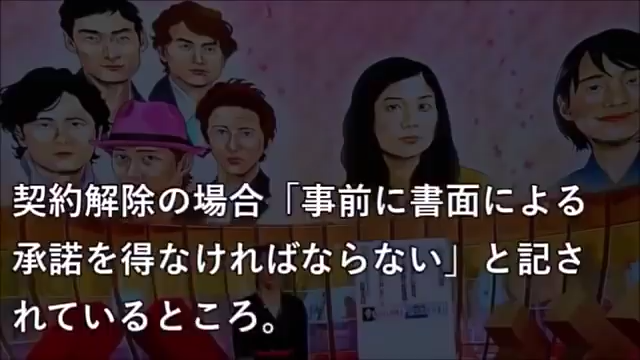 契約解除の場合「事前に書面による
承諾を得なければならない」と記さ
れているところ。